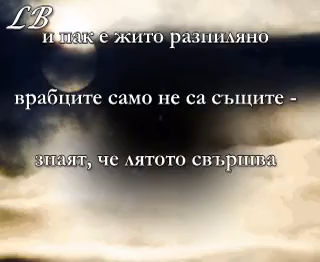 LB
и пак е жито разпиляно
врабците само не са същите -
знаят, че лятото свършва